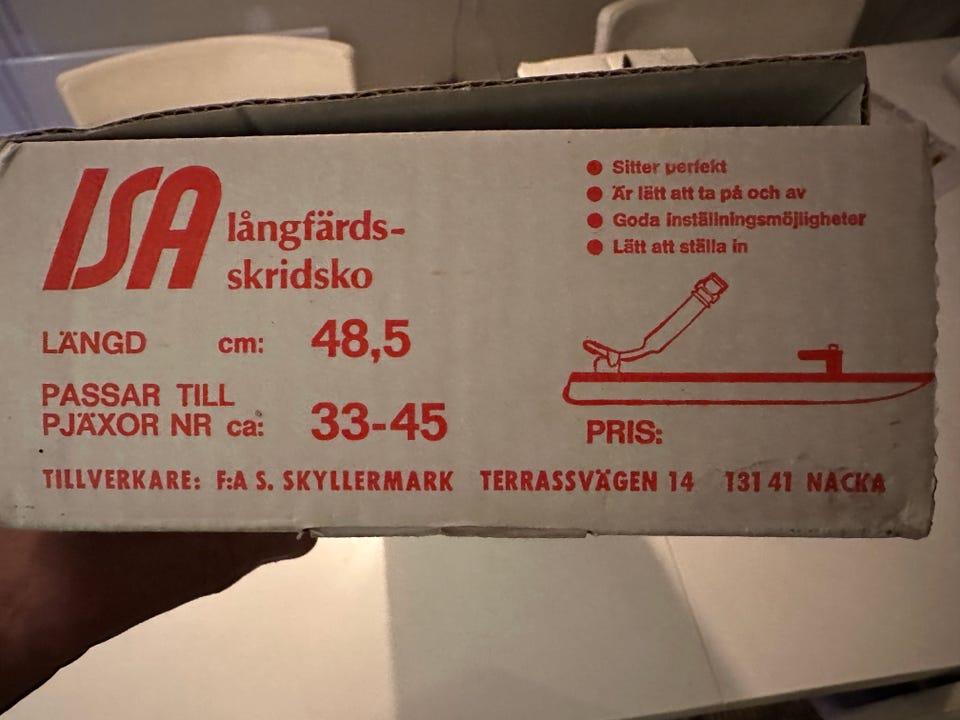 ISA långfärds-
skridsko
LÄNGD cm: 48,5
PASSAR TILL
PJÄXOR NR ca: 33-45
● Sitter perfekt
● Är lätt att ta på och av
● Goda inställningsmöjligheter
● Lätt att ställa in
PRIS:
TILLVERKARE: F:A S. SKYLLERMARK TERRASSVÄGEN 14 131 41 NACKA